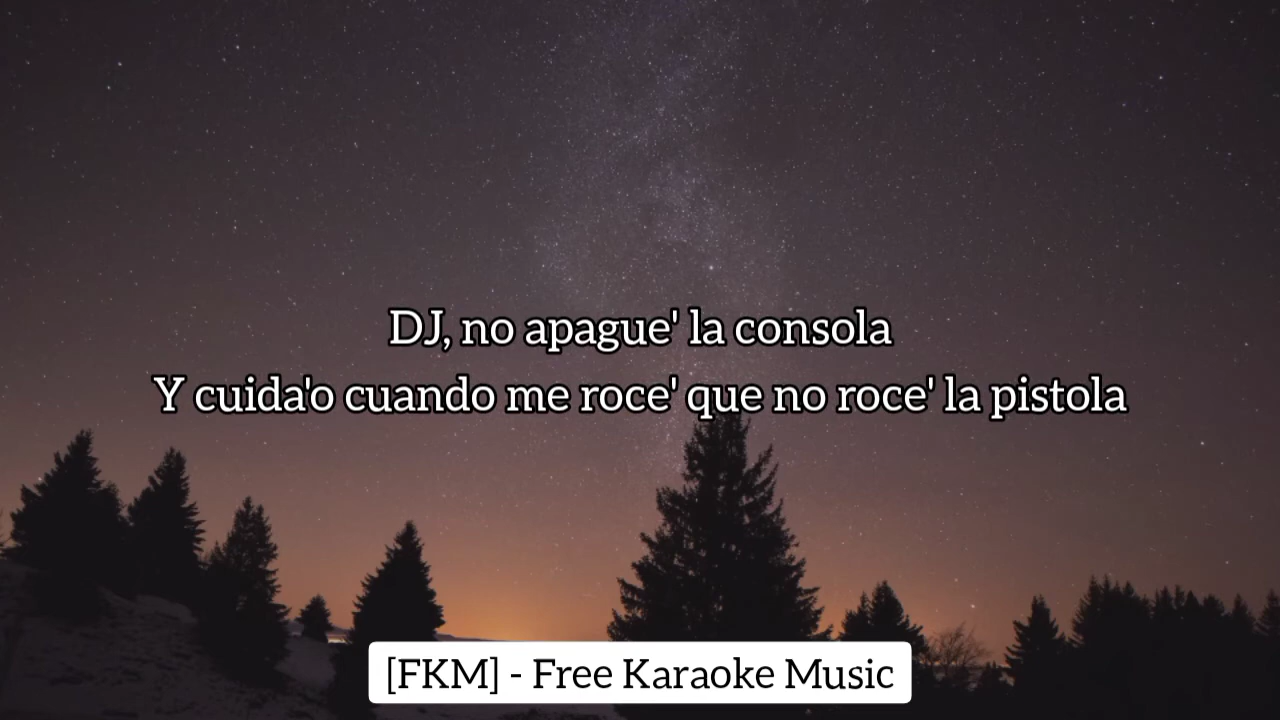 DJ, no apague' la consola
Y cuida'o cuando me roce' que no roce' la pistola
[FKM] - Free Karaoke Music